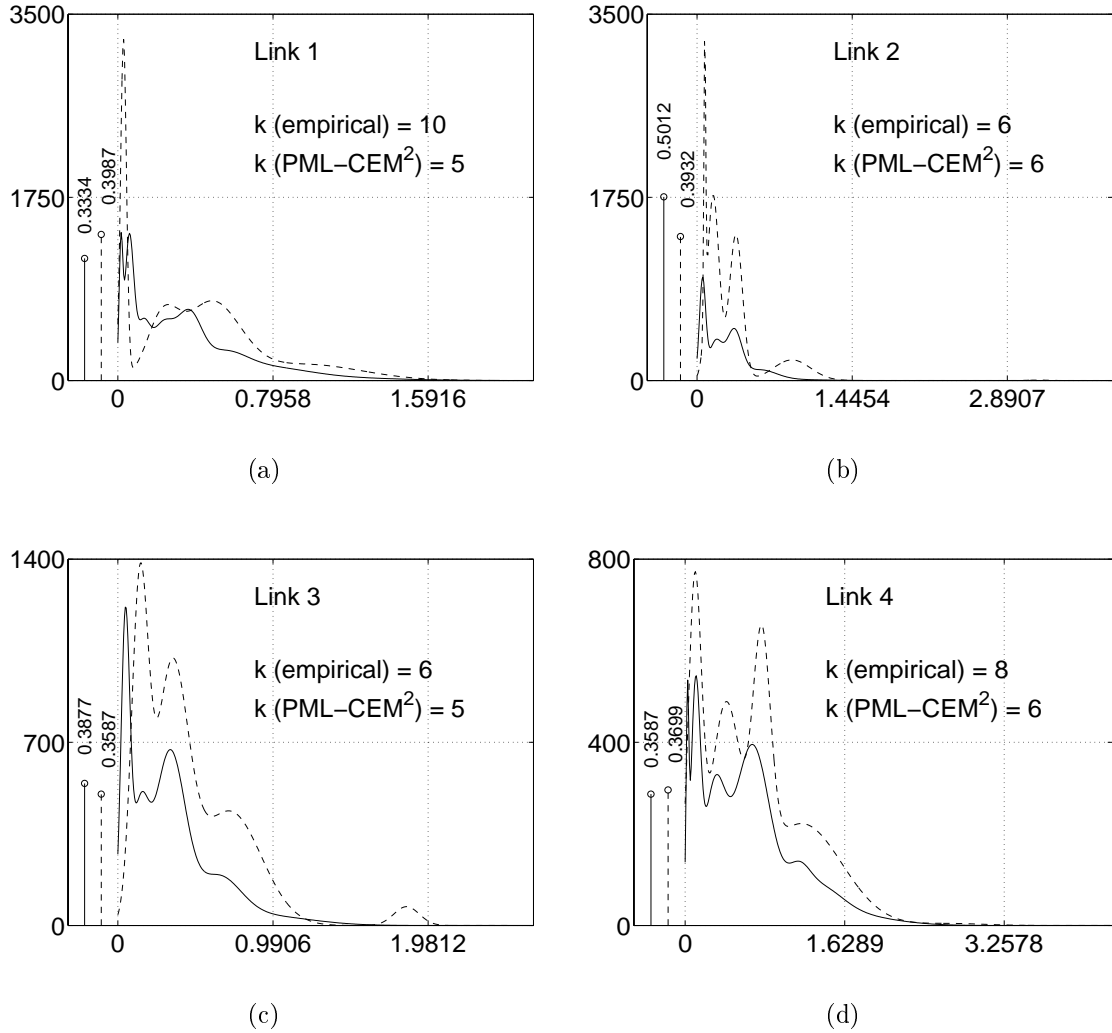 3500
Link 1
k (empirical) = 10
k (PML−CEM²) = 5
0.3334
0.3987
1750
0
0
0.7958
1.5916
(a)
3500
Link 2
k (empirical) = 6
k (PML−CEM²) = 6
0.5012
0.3932
1750
0
0
1.4454
2.8907
(b)
1400
Link 3
k (empirical) = 6
k (PML−CEM²) = 5
0.3877
0.3587
700
0
0
0.9906
1.9812
(c)
800
Link 4
k (empirical) = 8
k (PML−CEM²) = 6
0.3587
0.3699
400
0
0
1.6289
3.2578
(d)